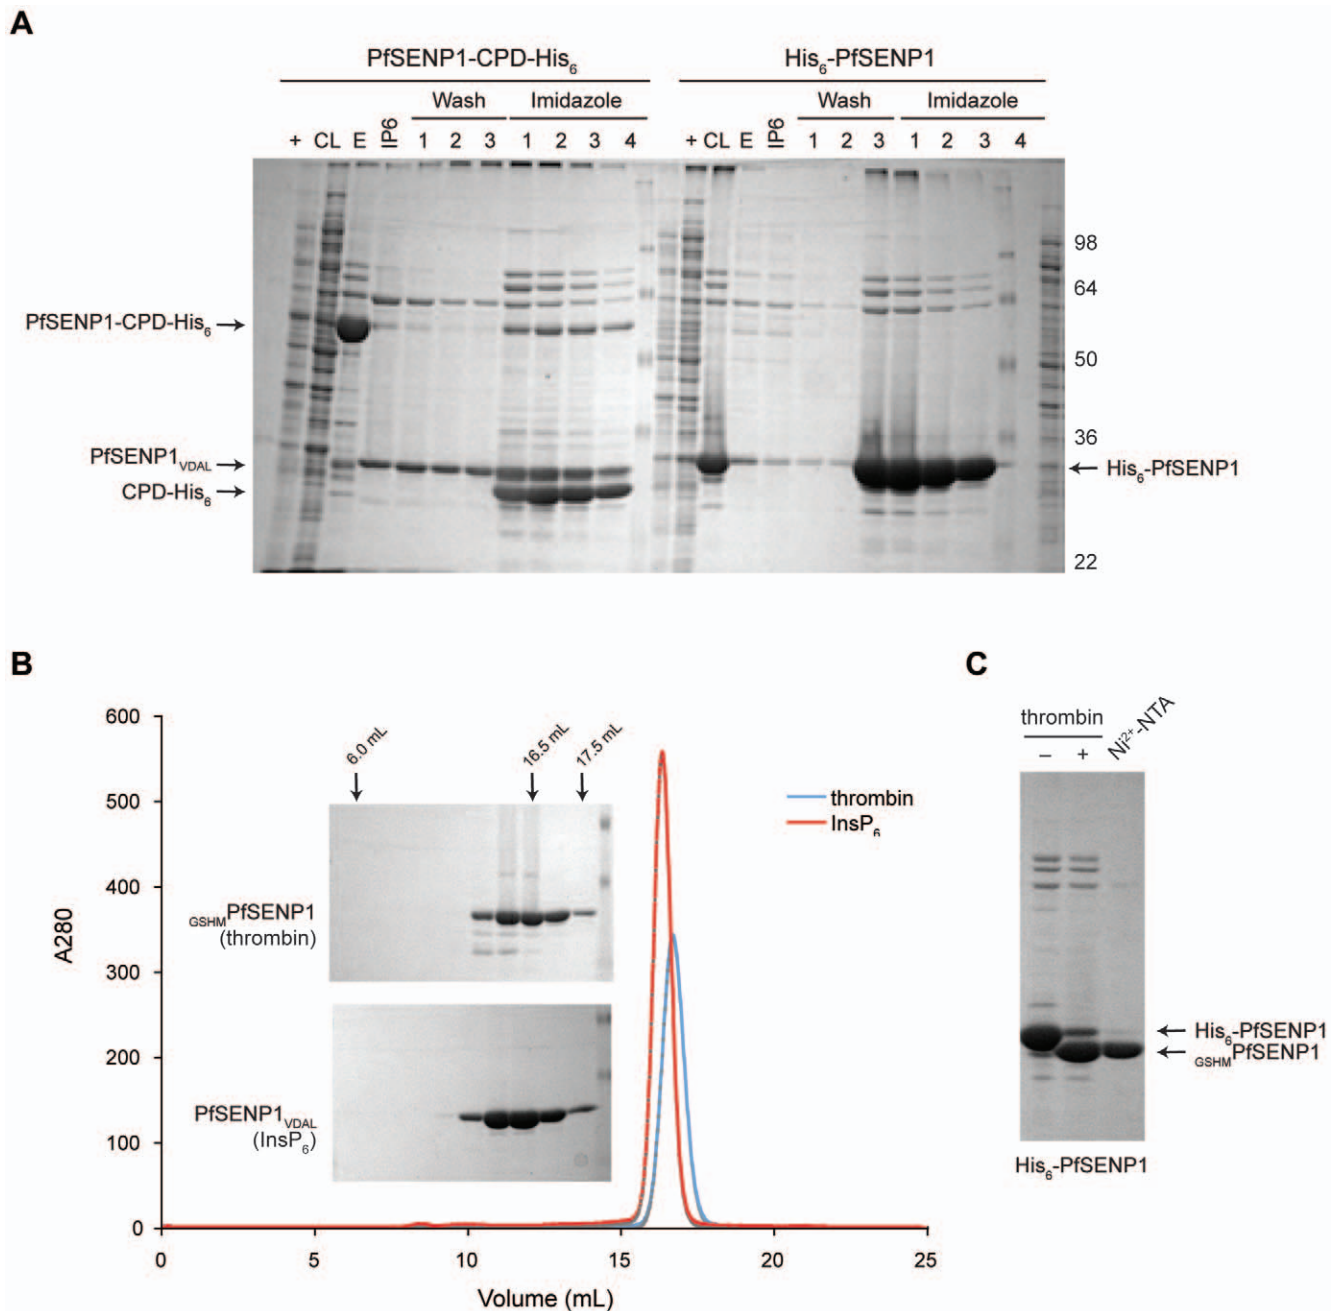 A
PfSENP1-CPD-His6
His6-PfSENP1
Wash
Imidazole
Wash
Imidazole
+ CL E IP6 1 2 3 1 2 3 4
+ CL E IP6 1 2 3 1 2 3 4
98
64
PfSENP1-CPD-His6
50
36
PfSENP1VDAL
His6-PfSENP1
CPD-His6
22
B
C
600
500
400
300
200
100
0
A280
0 5 10 15 20 25
Volume (mL)
6.0 mL
16.5 mL
17.5 mL
thrombin
InsP6
GSHMPfSENP1
(thrombin)
PfSENP1VDAL
(InsP6)
thrombin
– +
Ni2+-NTA
His6-PfSENP1
GSHMPfSENP1
His6-PfSENP1